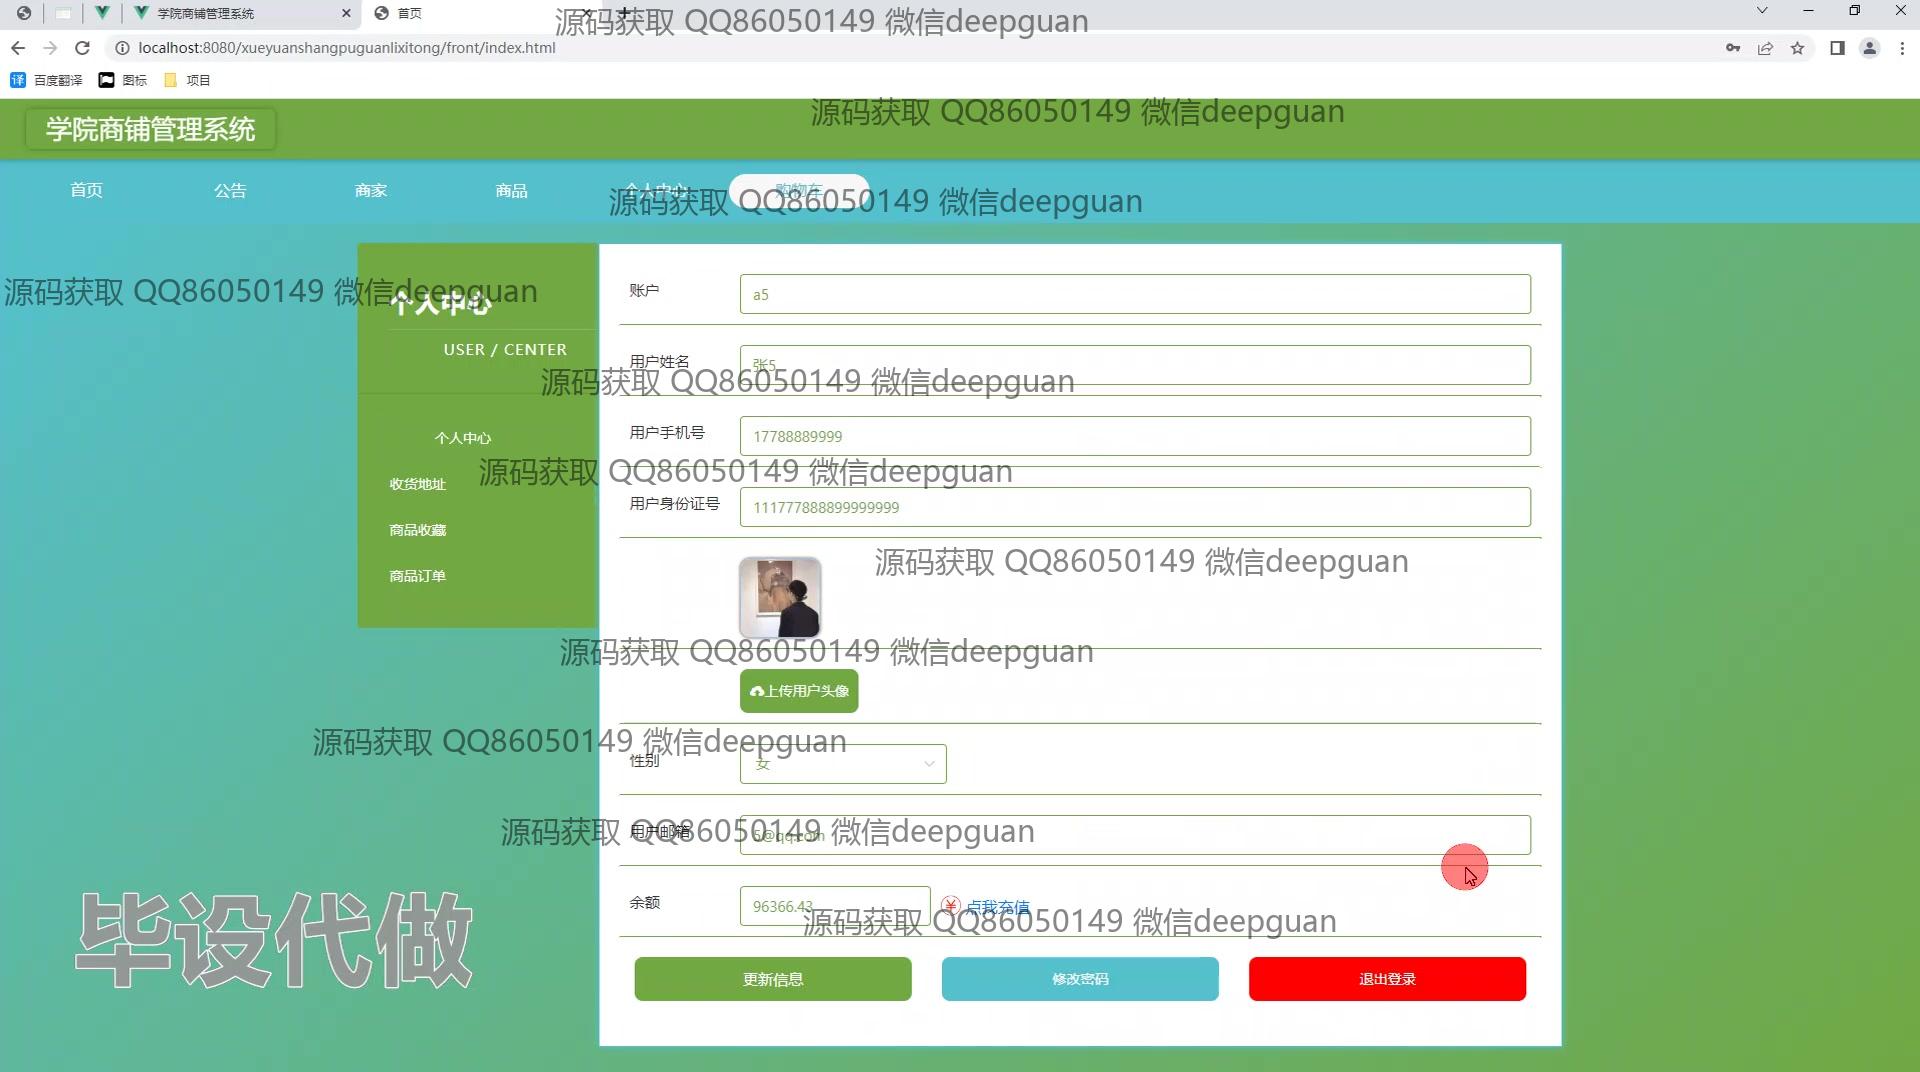 学院商铺管理系统
首页
源码获取 QQ86050149 微信deepguan
localhost:8080/xueyuanshangpuguanlixitong/front/index.html
百度翻译
图标
项目
源码获取 QQ86050149 微信deepguan
学院商铺管理系统
首页
公告
商家
商品
个人中心
购物车
源码获取 QQ86050149 微信deepguan
源码获取 QQ86050149 微信deepguan
个人中心
USER / CENTER
个人中心
收货地址
商品收藏
商品订单
账户
a5
用户姓名
张5
源码获取 QQ86050149 微信deepguan
用户手机号
17788889999
源码获取 QQ86050149 微信deepguan
用户身份证号
111777888899999999
源码获取 QQ86050149 微信deepguan
源码获取 QQ86050149 微信deepguan
上传用户头像
源码获取 QQ86050149 微信deepguan
性别
女
用户邮箱
5@qq.com
源码获取 QQ86050149 微信deepguan
余额
96366.43
点我充值
源码获取 QQ86050149 微信deepguan
更新信息
修改密码
退出登录
毕设代做